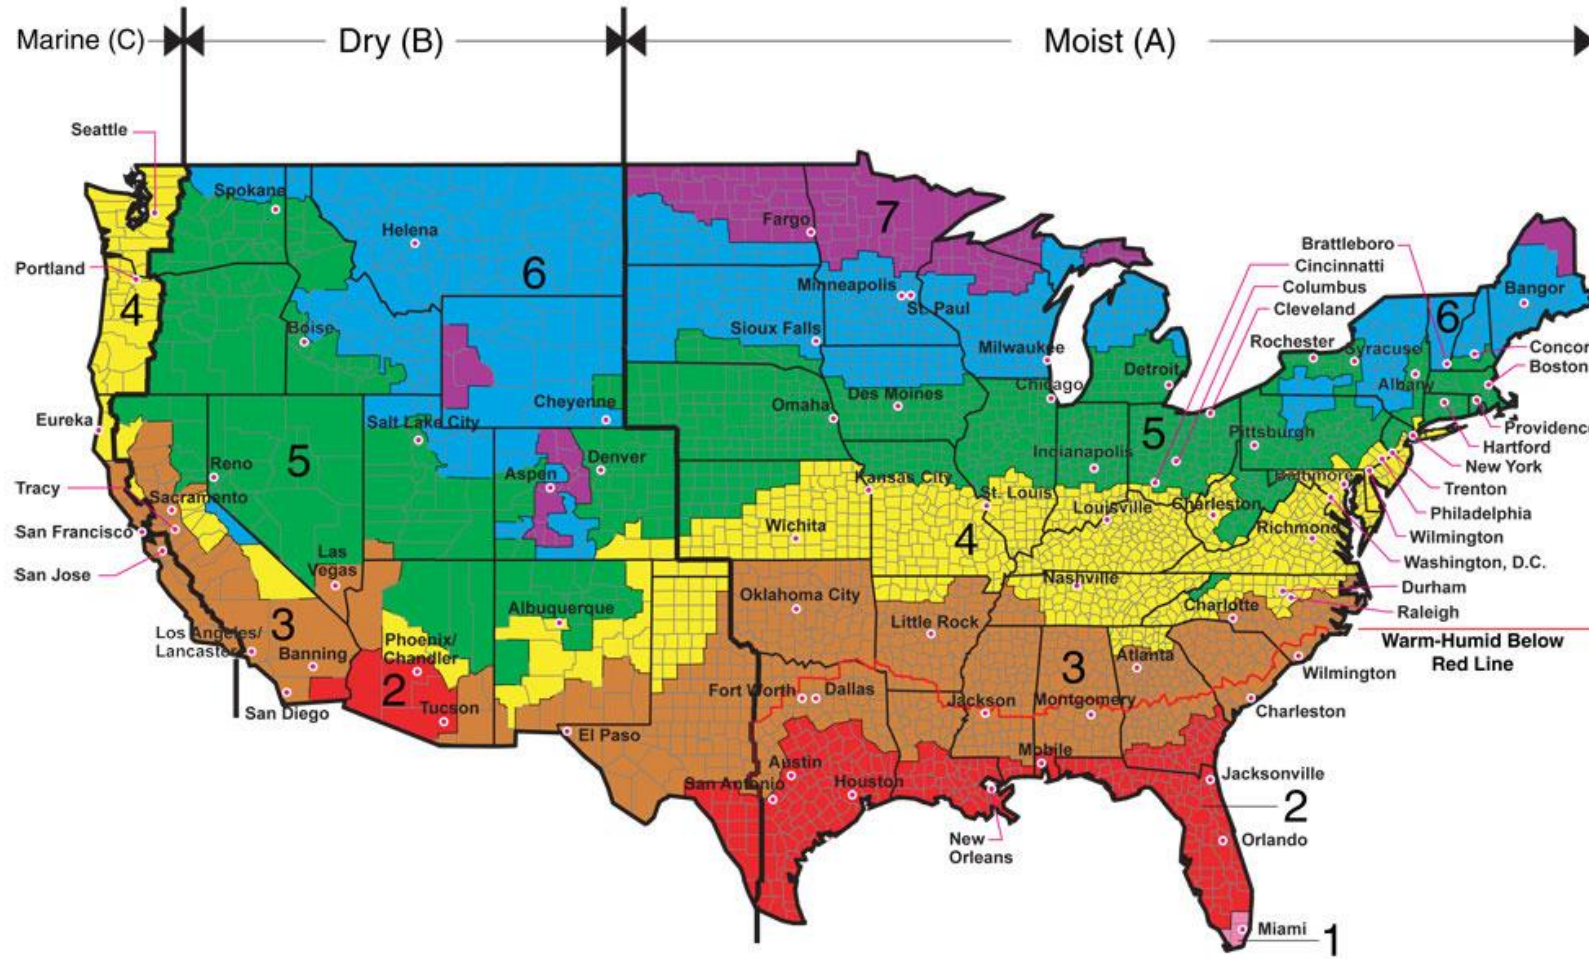 Marine (C)
Dry (B)
Moist (A)
Seattle
Spokane
Helena
6
Fargo
7
Brattleboro
Cincinnatti
Columbus
Cleveland
Portland
4
Boise
Minneapolis
St. Paul
Sioux Falls
Milwaukee
Chicago
Detroit
Rochester
Syracuse
Albany
6
Bangor
Concor
Boston
Providence
Hartford
New York
Trenton
Philadelphia
Wilmington
Washington, D.C.
Durham
Raleigh
Eureka
Salt Lake City
Cheyenne
Omaha
Des Moines
Indianapolis
5
Pittsburgh
Baltimore
Reno
5
Aspen
Denver
Kansas City
St. Louis
Louisville
Charleston
Richmond
Tracy
Sacramento
San Francisco
San Jose
Las
Vegas
Wichita
4
Nashville
Charlotte
Albuquerque
Oklahoma City
Little Rock
3
Atlanta
Warm-Humid Below
Red Line
Wilmington
Charleston
Los Angeles/
Lancaster
3
Banning
Phoenix/
Chandler
2
Tucson
San Diego
El Paso
Fort Worth
Dallas
Jackson
Montgomery
Mobile
Austin
San Antonio
Houston
New
Orleans
Jacksonville
2
Orlando
Miami
1